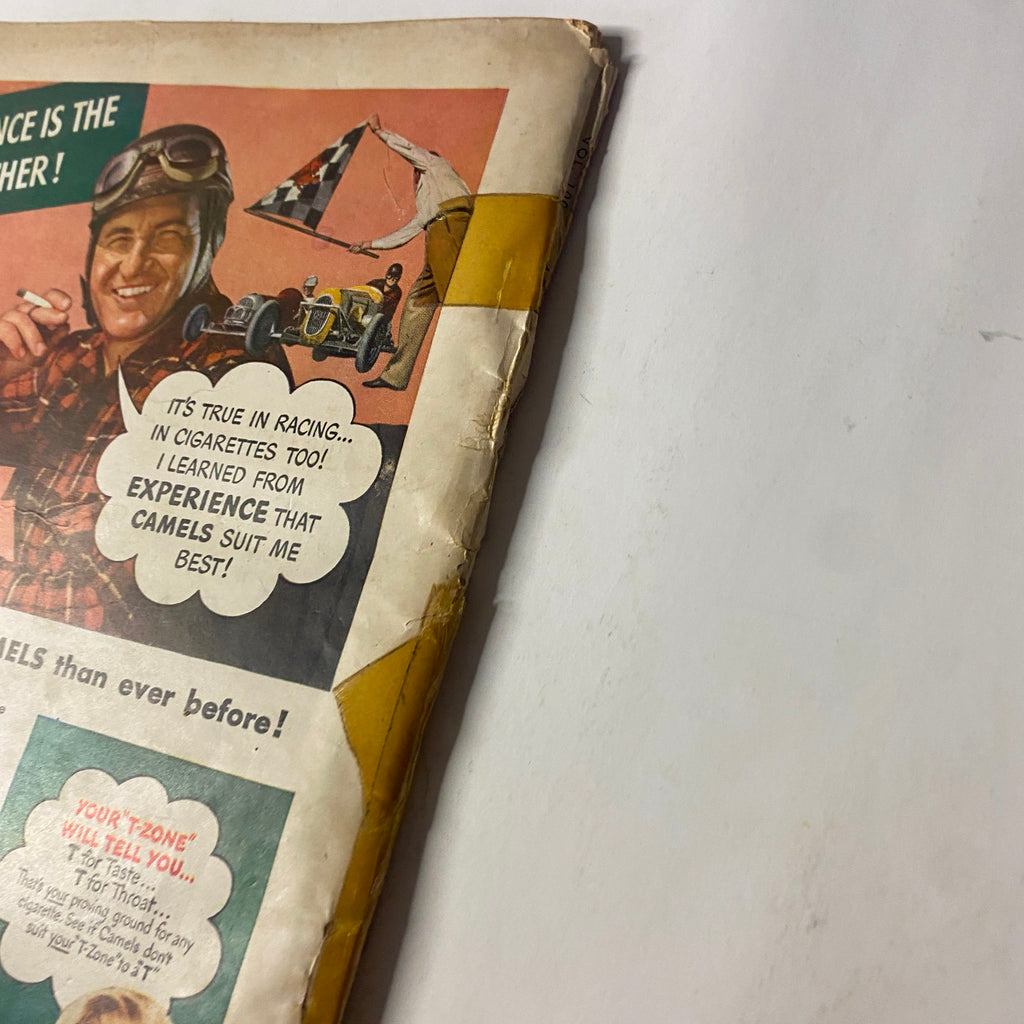 NCE IS THE
HER!
IT'S TRUE IN RACING...
IN CIGARETTES TOO!
I LEARNED FROM
EXPERIENCE THAT
CAMELS SUIT ME
BEST!
MELS than ever before!
e
YOUR "T-ZONE"
WILL TELL YOU...
T for Taste...
T for Throat...
That's your proving ground for any
cigarette. See if Camels don't
suit your "T-Zone" to a "T"